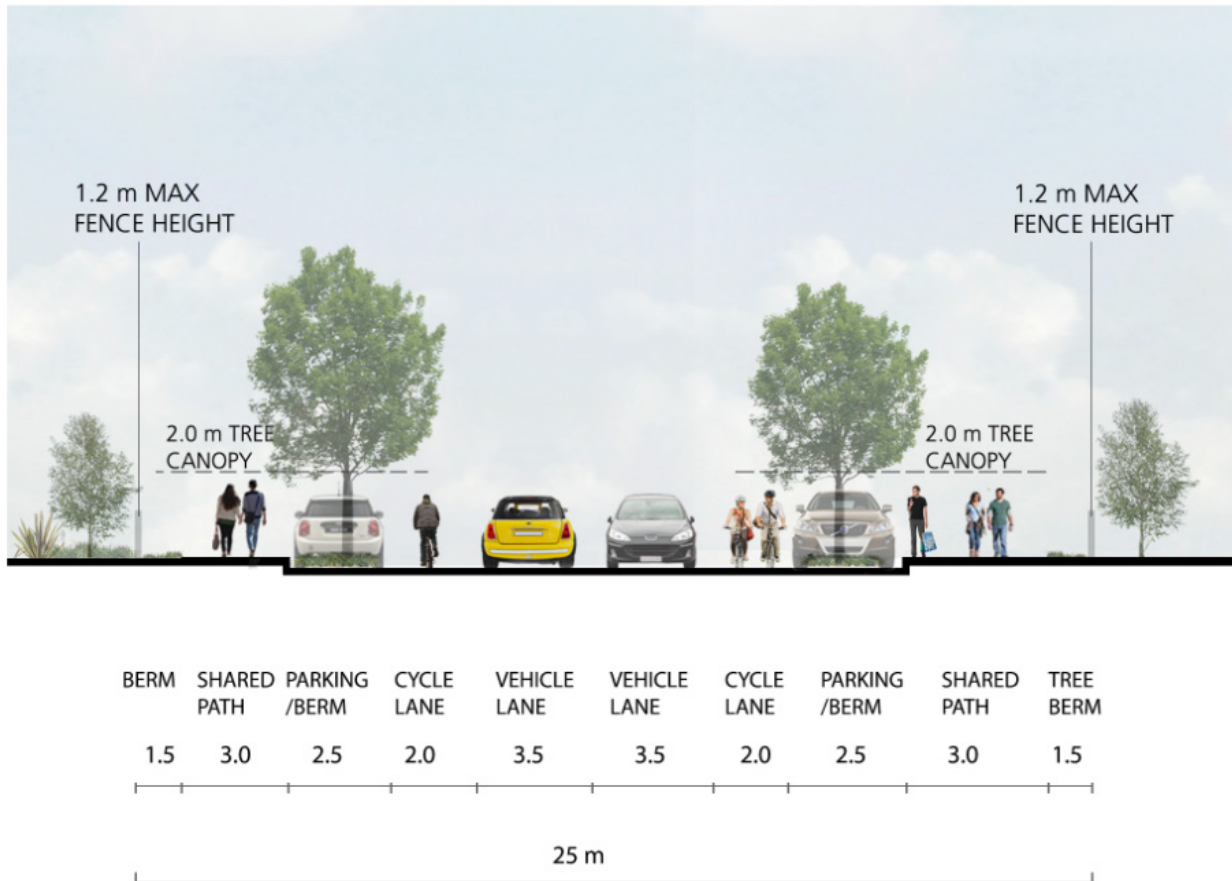 1.2 m MAX
FENCE HEIGHT
1.2 m MAX
FENCE HEIGHT
2.0 m TREE
CANOPY
2.0 m TREE
CANOPY
BERM SHARED PARKING CYCLE VEHICLE VEHICLE CYCLE PARKING SHARED TREE
PATH /BERM LANE LANE LANE LANE /BERM PATH BERM
1.5 3.0 2.5 2.0 3.5 3.5 2.0 2.5 3.0 1.5
25 m